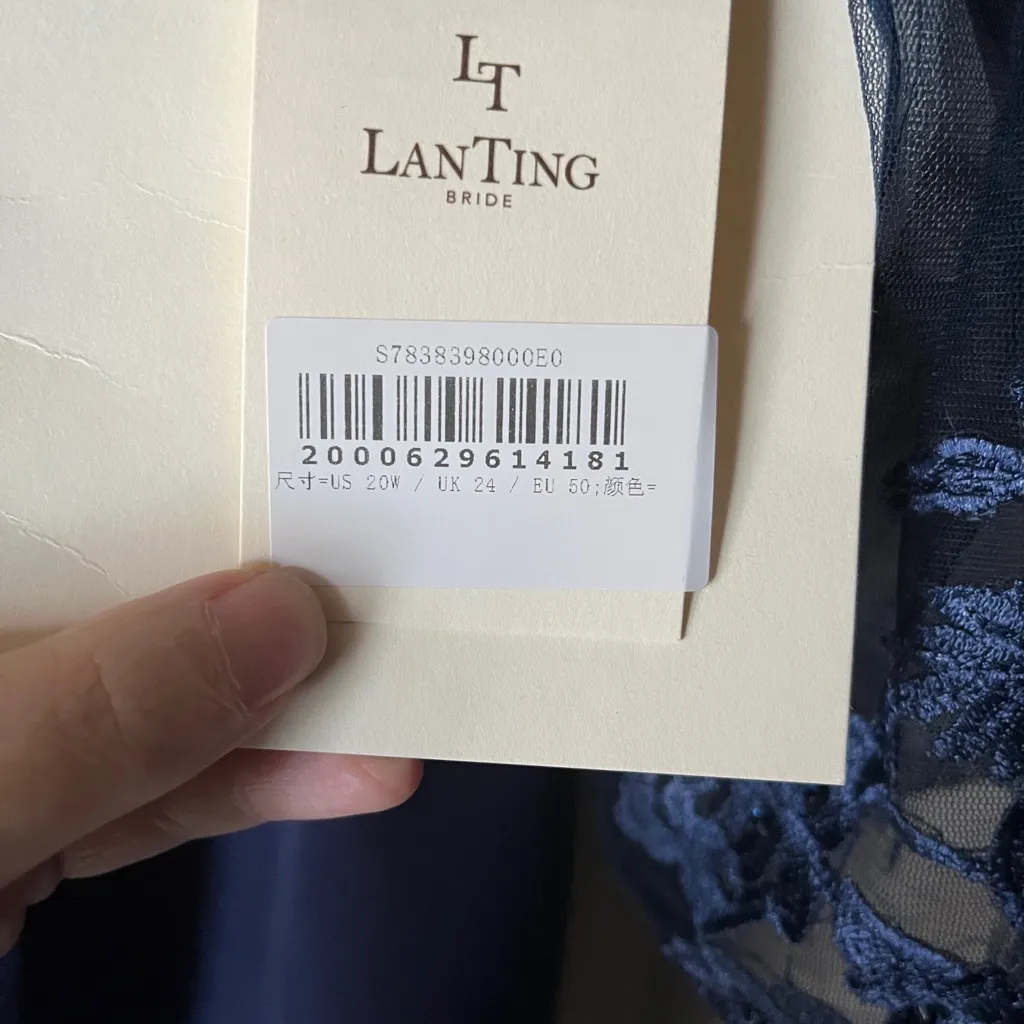 LT
LANTING
BRIDE
S7838398000E0
2000629614181
尺寸=US 20W / UK 24 / EU 50;颜色=